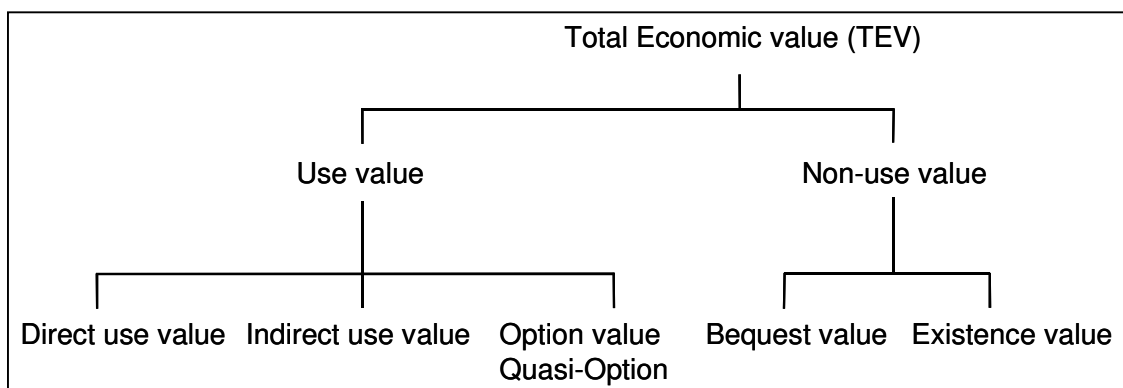 Total Economic value (TEV)
Use value
Non-use value
Direct use value
Indirect use value
Option value
Quasi-Option
Bequest value
Existence value